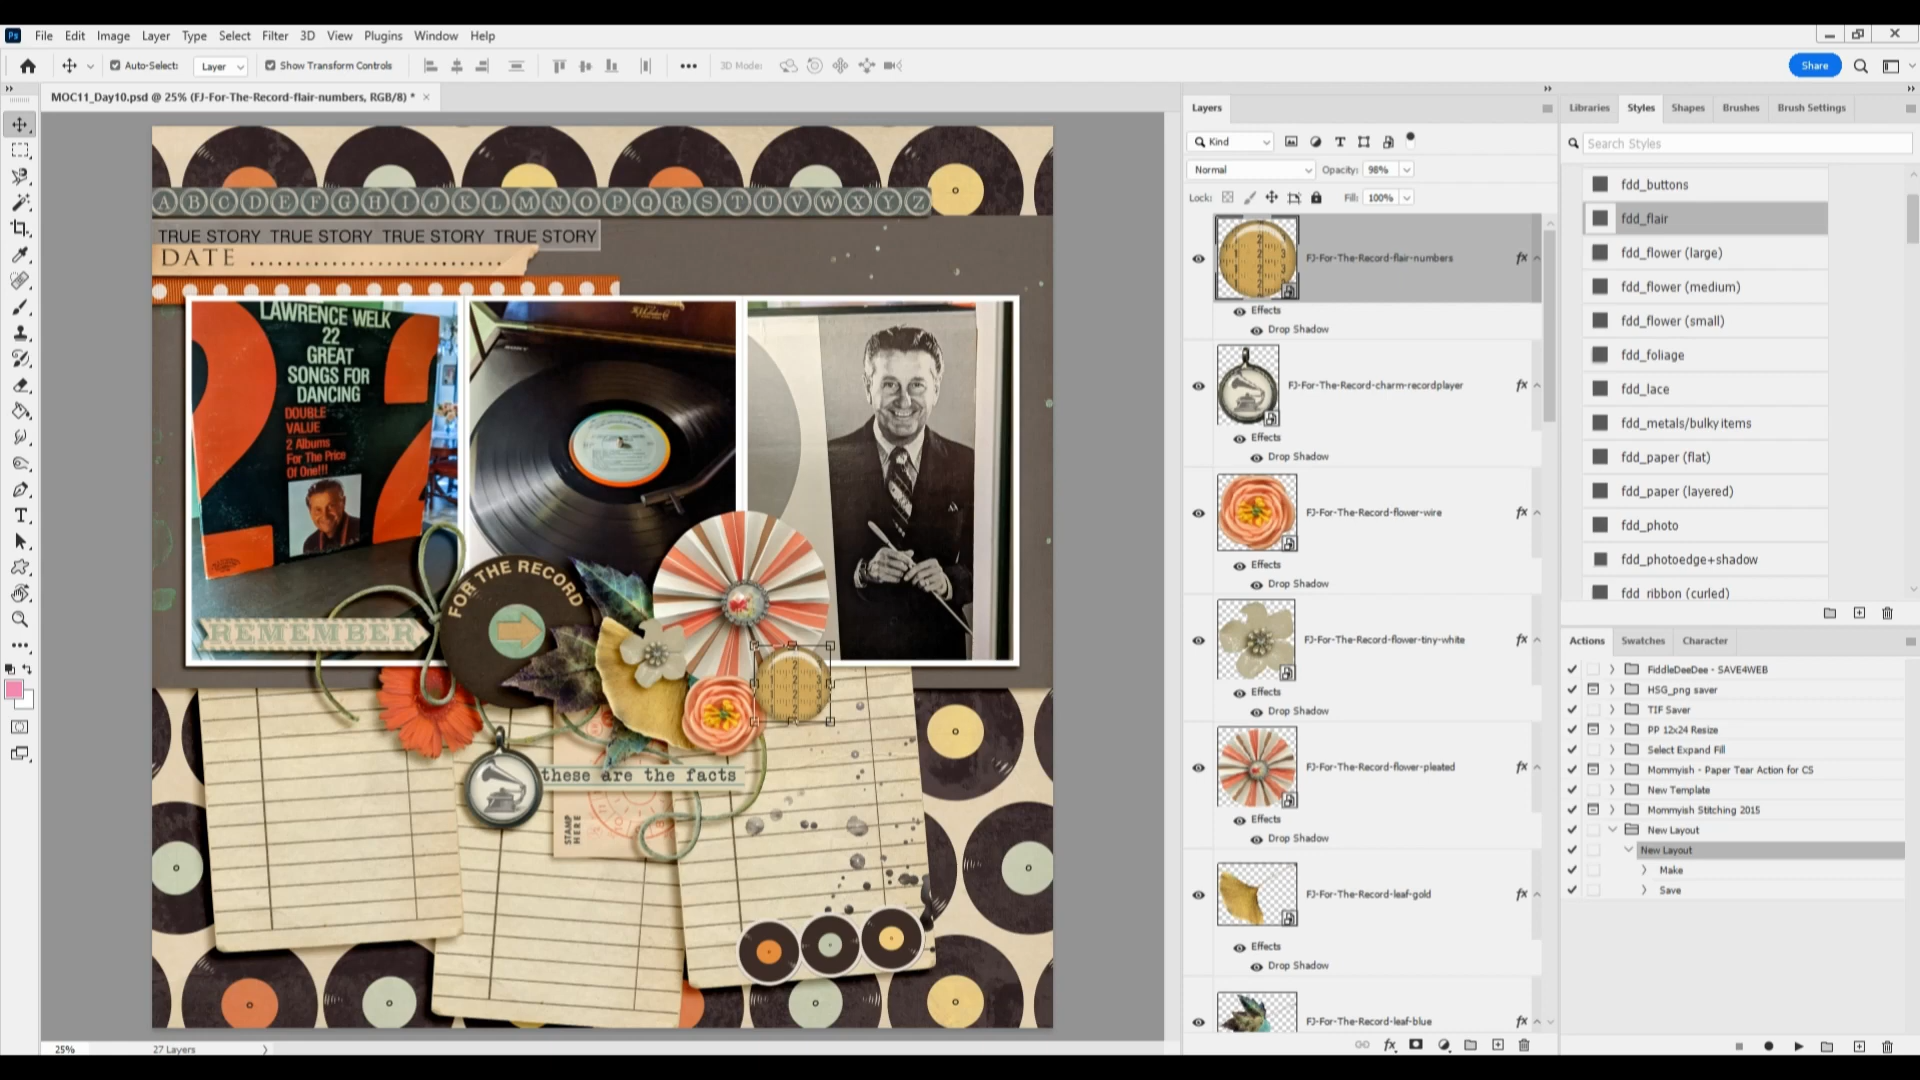 Ps File Edit Image Layer Type Select Filter 3D View Plugins Window Help
Auto-Select: Layer Show Transform Controls 3D Mode: Share
MOC11_Day10.psd @ 25% (FJ-For-The-Record-flair-numbers, RGB/8) *
A B C D E F G H I J K L M N O P Q R S T U V W X Y Z
TRUE STORY TRUE STORY TRUE STORY TRUE STORY
DATE
LAWRENCE WELK
22
GREAT
SONGS FOR
DANCING
DOUBLE
VALUE
2 Albums
For The Price
Of One!!!
22
FOR THE RECORD
REMEMBER
these are the facts
STAMP
HERE
25% 27 Layers
Layers
Kind
Normal Opacity: 98%
Lock: Fill: 100%
FJ-For-The-Record-flair-numbers fx
Effects
Drop Shadow
FJ-For-The-Record-charm-recordplayer fx
Effects
Drop Shadow
FJ-For-The-Record-flower-wire fx
Effects
Drop Shadow
FJ-For-The-Record-flower-tiny-white fx
Effects
Drop Shadow
FJ-For-The-Record-flower-pleated fx
Effects
Drop Shadow
FJ-For-The-Record-leaf-gold fx
Effects
Drop Shadow
FJ-For-The-Record-leaf-blue fx
fx
Libraries Styles Shapes Brushes Brush Settings
Search Styles
fdd_buttons
fdd_flair
fdd_flower (large)
fdd_flower (medium)
fdd_flower (small)
fdd_foliage
fdd_lace
fdd_metals/bulky items
fdd_paper (flat)
fdd_paper (layered)
fdd_photo
fdd_photoedge+shadow
fdd_ribbon (curled)
Actions Swatches Character
FiddleDeeDee - SAVE4WEB
HSG_png saver
TIF Saver
PP 12x24 Resize
Select Expand Fill
Mommyish - Paper Tear Action for CS
New Template
Mommyish Stitching 2015
New Layout
New Layout
Make
Save